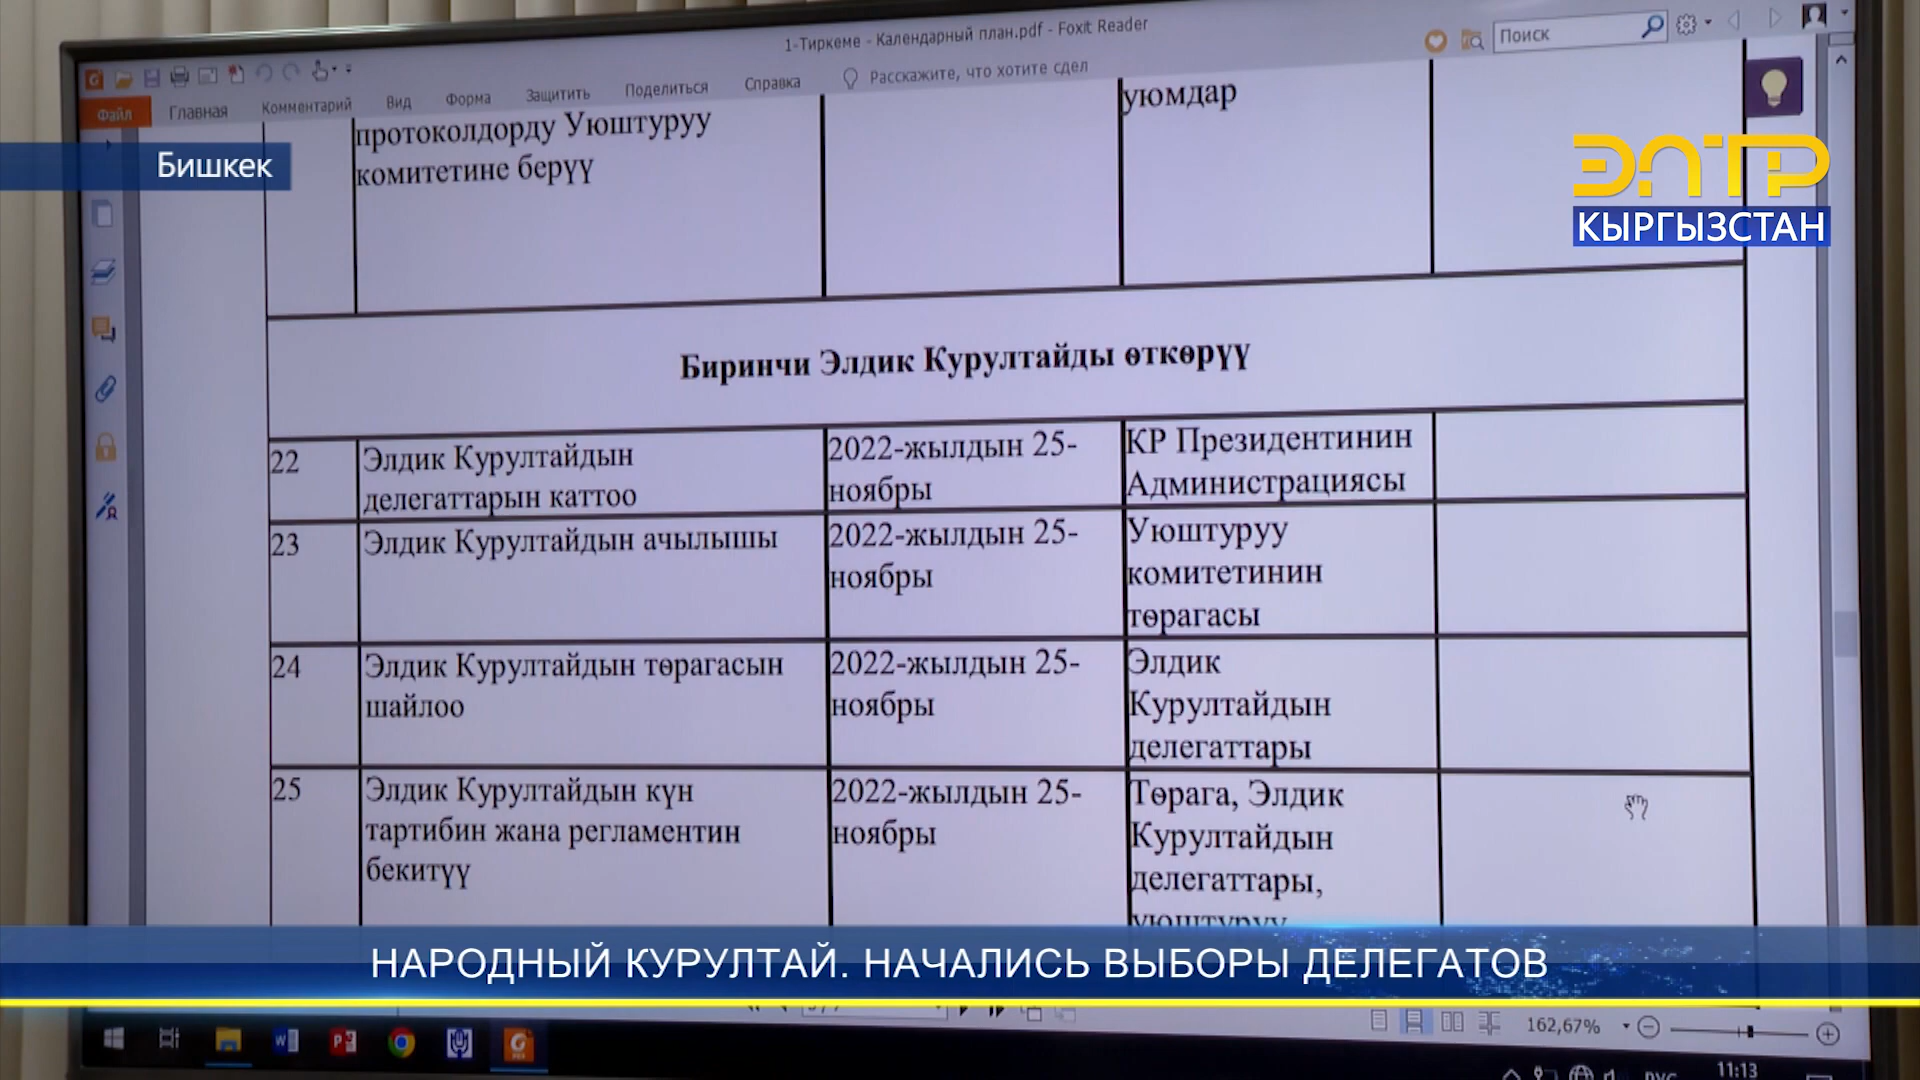 1-Тиркеме - Календарный план.pdf - Foxit Reader
Поиск
Файл
Главная
Комментарий
Вид
Форма
Защитить
Поделиться
Справка
Расскажите, что хотите сдел
протоколдорду Уюштуруу
комитетине берүү
уюмдар
Бишкек
ЭЛТР
КЫРГЫЗСТАН
Биринчи Элдик Курултайды өткөрүү
22
Элдик Курултайдын
делегаттарын каттоо
2022-жылдын 25-
ноябры
КР Президентинин
Администрациясы
23
Элдик Курултайдын ачылышы
2022-жылдын 25-
ноябры
Уюштуруу
комитетинин
төрагасы
24
Элдик Курултайдын төрагасын
шайлоо
2022-жылдын 25-
ноябры
Элдик
Курултайдын
делегаттары
25
Элдик Курултайдын күн
тартибин жана регламентин
бекитүү
2022-жылдын 25-
ноябры
Төрага, Элдик
Курултайдын
делегаттары,
уюштуруу
НАРОДНЫЙ КУРУЛТАЙ. НАЧАЛИСЬ ВЫБОРЫ ДЕЛЕГАТОВ
162,67%
РУС
11:13